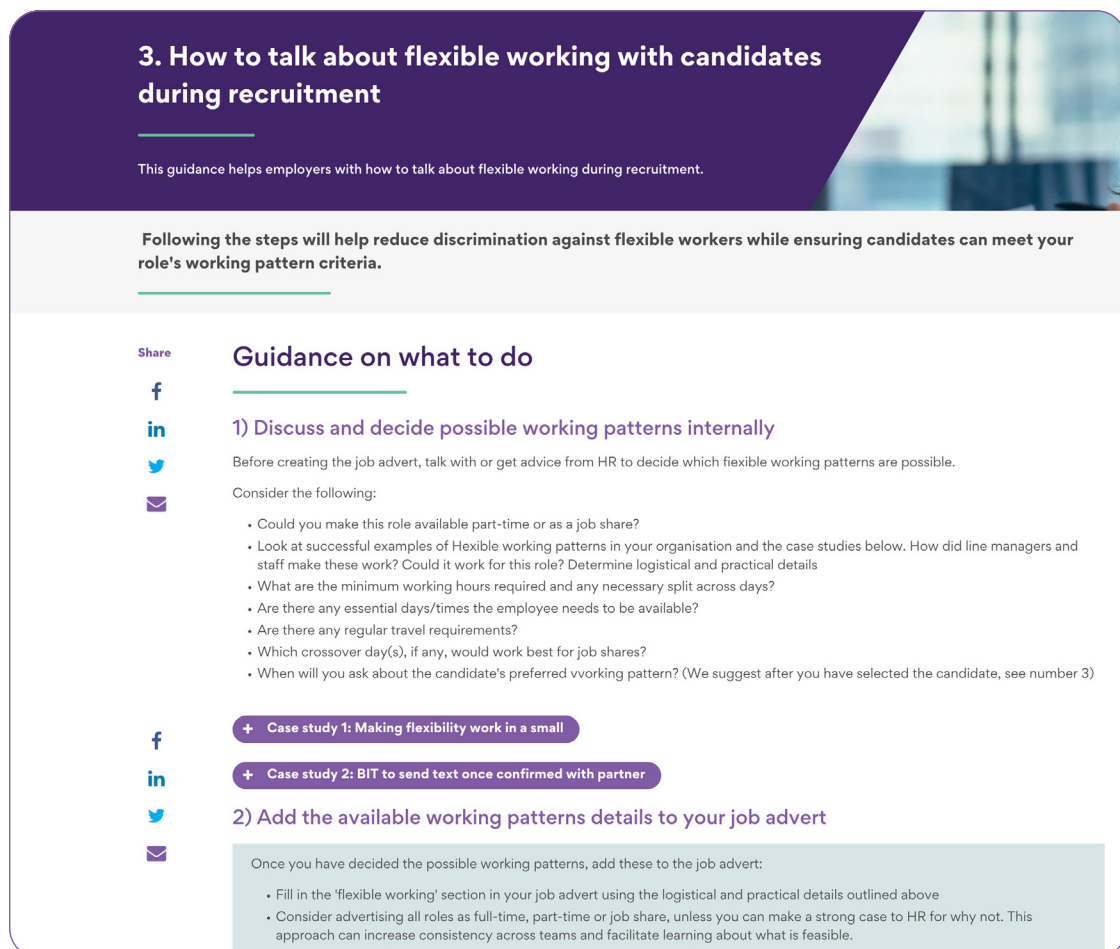 3. How to talk about flexible working with candidates
during recruitment
This guidance helps employers with how to talk about flexible working during recruitment.
Following the steps will help reduce discrimination against flexible workers while ensuring candidates can meet your
role's working pattern criteria.
Share
Guidance on what to do
1) Discuss and decide possible working patterns internally
Before creating the job advert, talk with or get advice from HR to decide which fiexible working patterns are possible.
Consider the following:
• Could you make this role available part-time or as a job share?
• Look at successful examples of Hexible working patterns in your organisation and the case studies below. How did line managers and
staff make these work? Could it work for this role? Determine logistical and practical details
• What are the minimum working hours required and any necessary split across days?
• Are there any essential days/times the employee needs to be available?
• Are there any regular travel requirements?
• Which crossover day(s), if any, would work best for job shares?
• When will you ask about the candidate's preferred vvorking pattern? (We suggest after you have selected the candidate, see number 3)
+ Case study 1: Making flexibility work in a small
+ Case study 2: BIT to send text once confirmed with partner
2) Add the available working patterns details to your job advert
Once you have decided the possible working patterns, add these to the job advert:
• Fill in the 'flexible working' section in your job advert using the logistical and practical details outlined above
• Consider advertising all roles as full-time, part-time or job share, unless you can make a strong case to HR for why not. This
approach can increase consistency across teams and facilitate learning about what is feasible.